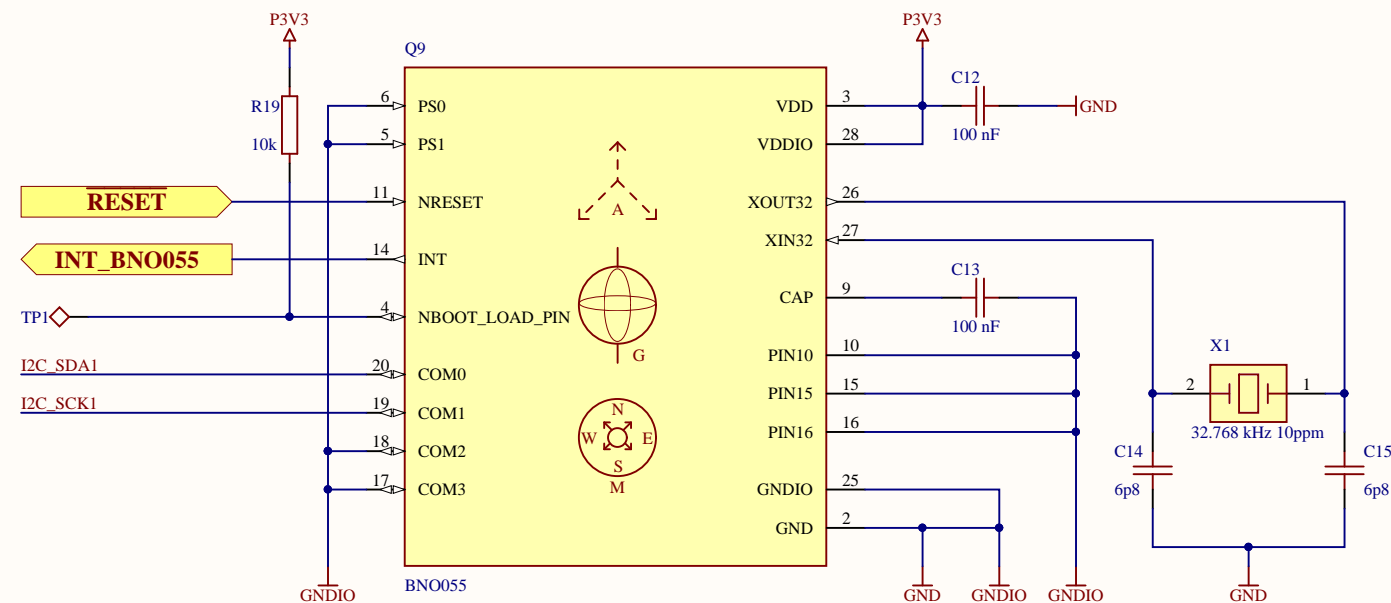 P3V3
P3V3
Q9
R19
10k
C12
100 nF
GND
6 PS0
5 PS1
RESET
11 NRESET
INT_BNO055
14 INT
TP1
4 NBOOT_LOAD_PIN
I2C_SDA1
20 COM0
I2C_SCK1
19 COM1
18 COM2
17 COM3
A
G
N
W E
S
M
VDD 3
VDDIO 28
XOUT32 26
XIN32 27
C13
CAP 9
100 nF
PIN10 10
PIN15 15
PIN16 16
GNDIO 25
GND 2
X1
2 1
32.768 kHz 10ppm
C14
6p8
C15
6p8
BNO055
GNDIO
GND
GNDIO
GNDIO
GND